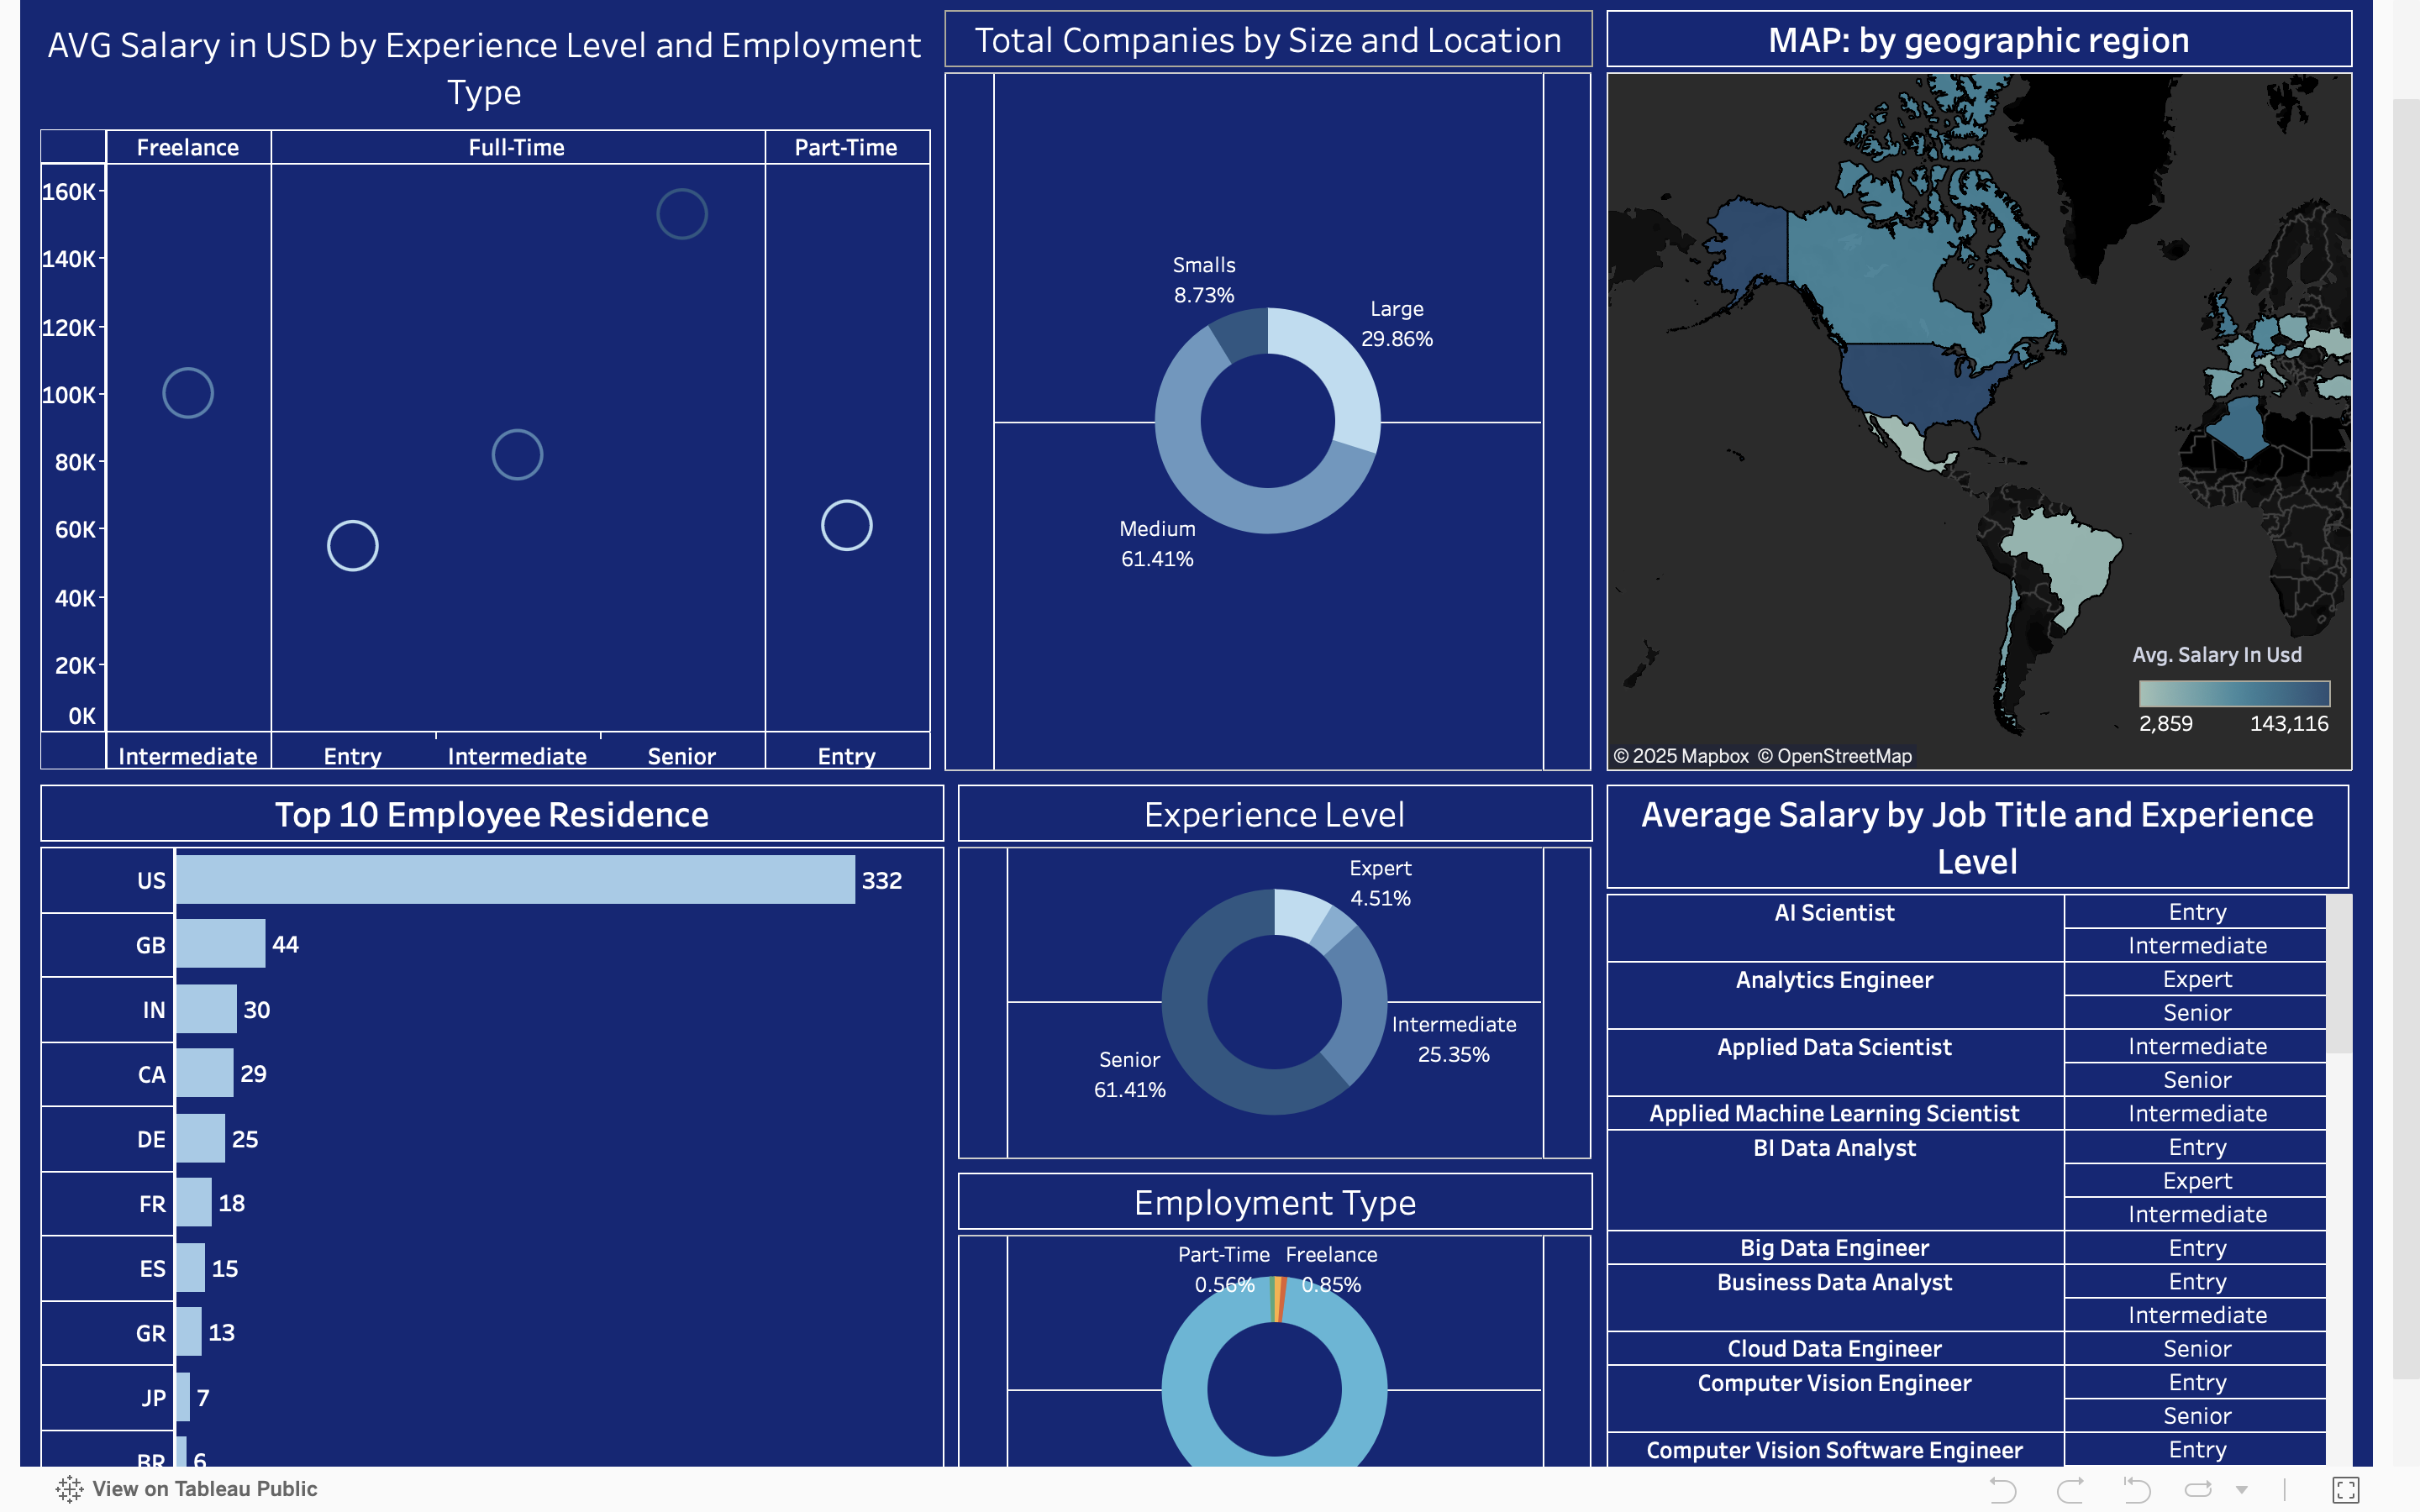 AVG Salary in USD by Experience Level and Employment
Type
Freelance
Full-Time
Part-Time
160K
140K
120K
100K
80K
60K
40K
20K
0K
Intermediate
Entry
Intermediate
Senior
Entry
Total Companies by Size and Location
Smalls
8.73%
Large
29.86%
Medium
61.41%
MAP: by geographic region
Avg. Salary In Usd
2,859
143,116
© 2025 Mapbox © OpenStreetMap
Top 10 Employee Residence
US
332
GB
44
IN
30
CA
29
DE
25
FR
18
ES
15
GR
13
JP
7
BR
6
Experience Level
Expert
4.51%
Intermediate
25.35%
Senior
61.41%
Employment Type
Part-Time
0.56%
Freelance
0.85%
Average Salary by Job Title and Experience
Level
AI Scientist
Entry
Intermediate
Analytics Engineer
Expert
Senior
Applied Data Scientist
Intermediate
Senior
Applied Machine Learning Scientist
Intermediate
BI Data Analyst
Entry
Expert
Intermediate
Big Data Engineer
Entry
Business Data Analyst
Entry
Intermediate
Cloud Data Engineer
Senior
Computer Vision Engineer
Entry
Senior
Computer Vision Software Engineer
Entry
View on Tableau Public